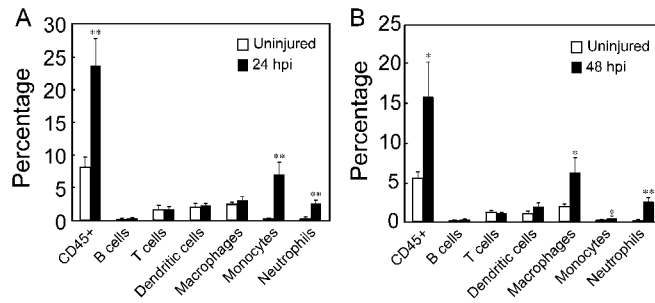 A
Percentage
30
25
20
15
10
5
0
Uninjured
24 hpi
**
**
**
CD45+
B cells
T cells
Dendritic cells
Macrophages
Monocytes
Neutrophils
B
Percentage
25
20
15
10
5
0
Uninjured
48 hpi
*
*
*
**
CD45+
B cells
T cells
Dendritic cells
Macrophages
Monocytes
Neutrophils